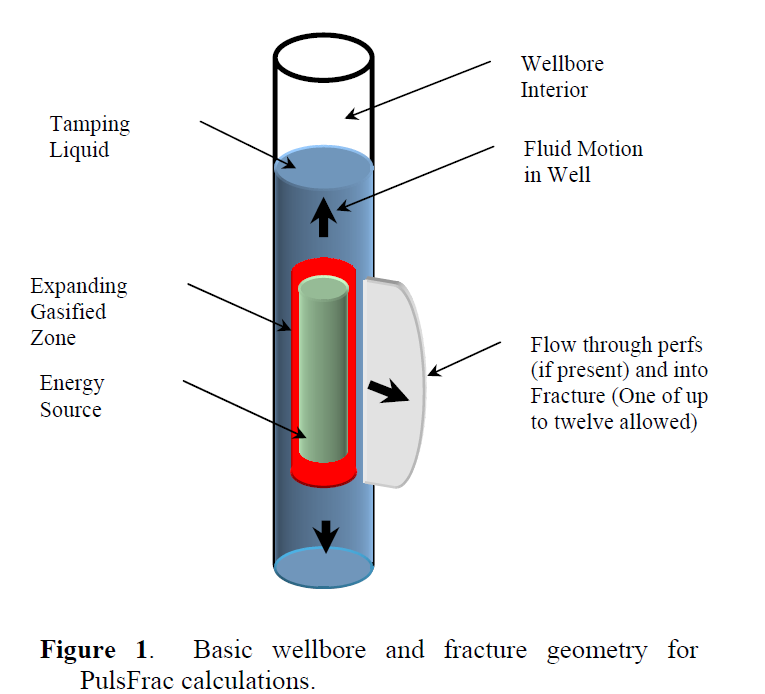 Wellbore
Interior
Tamping
Liquid
Fluid Motion
in Well
Expanding
Gasified
Zone
Energy
Source
Flow through perfs
(if present) and into
Fracture (One of up
to twelve allowed)
Figure 1. Basic wellbore and fracture geometry for
PulsFrac calculations.